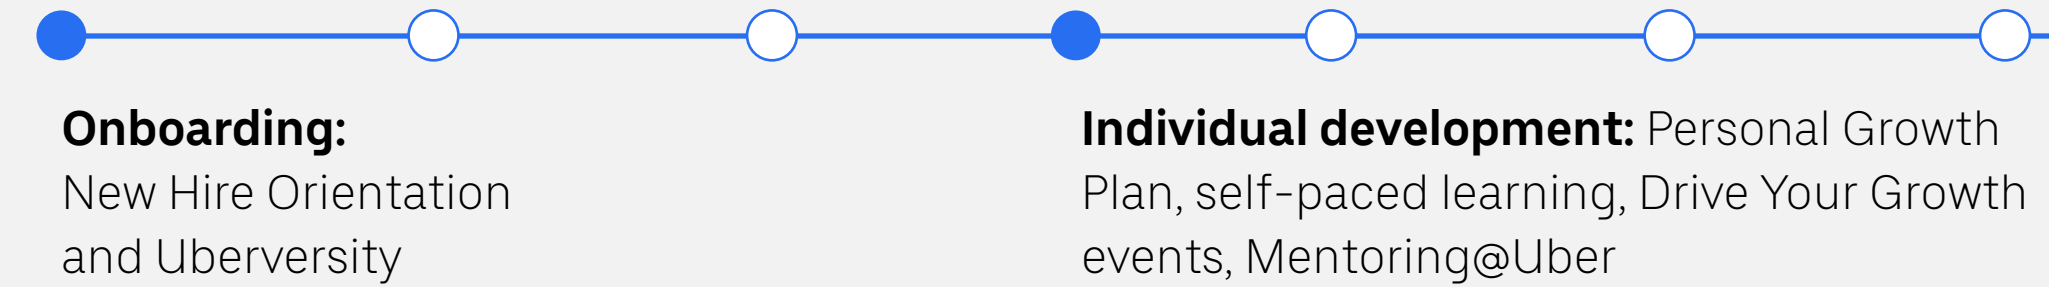 Onboarding:
New Hire Orientation
and Uberversity
Individual development: Personal Growth
Plan, self-paced learning, Drive Your Growth
events, Mentoring@Uber